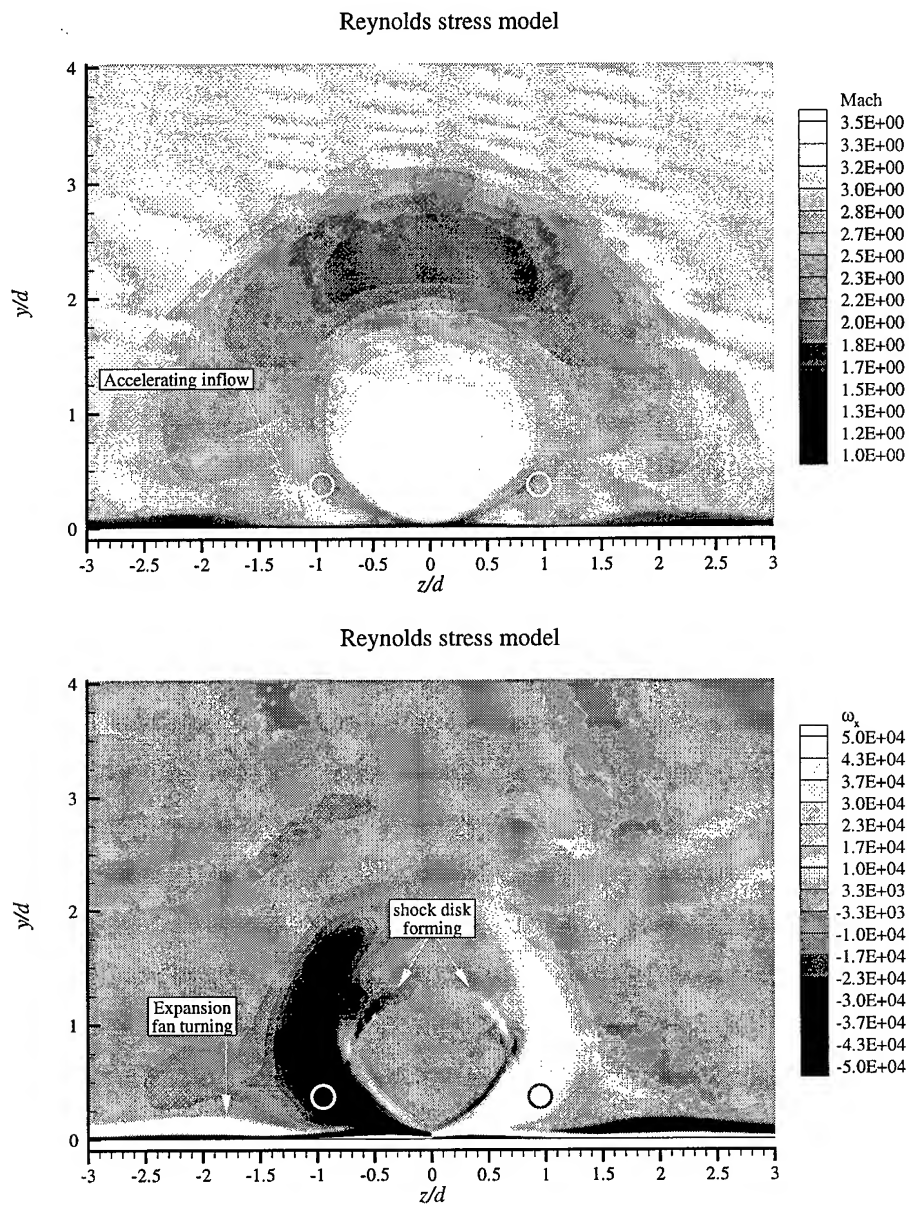 Reynolds stress model
4
3
2
1
0
y/d
Accelerating inflow
-3 -2.5 -2 -1.5 -1 -0.5 0 0.5 1 1.5 2 2.5 3
z/d
Mach
3.5E+00
3.3E+00
3.2E+00
3.0E+00
2.8E+00
2.7E+00
2.5E+00
2.3E+00
2.2E+00
2.0E+00
1.8E+00
1.7E+00
1.5E+00
1.3E+00
1.2E+00
1.0E+00
Reynolds stress model
4
3
2
1
0
y/d
shock disk
forming
Expansion
fan turning
-3 -2.5 -2 -1.5 -1 -0.5 0 0.5 1 1.5 2 2.5 3
z/d
ωx
5.0E+04
4.3E+04
3.7E+04
3.0E+04
2.3E+04
1.7E+04
1.0E+04
3.3E+03
-3.3E+03
-1.0E+04
-1.7E+04
-2.3E+04
-3.0E+04
-3.7E+04
-4.3E+04
-5.0E+04